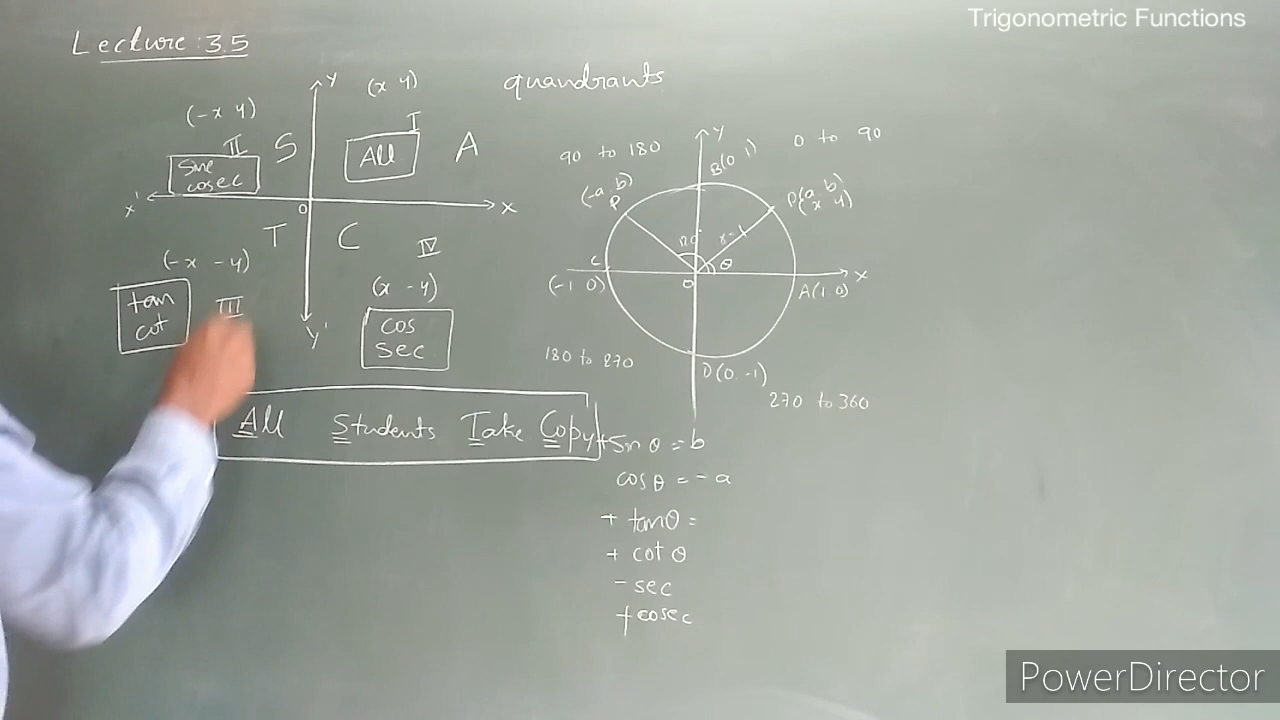 Trigonometric Functions
Lecture: 3.5
quandrants
Y
(x y)
(-x y)
I
II
S
All
A
Sine
cosec
X'
O
X
T
C
IV
(-x -y)
(x -y)
tan
cot
III
cos
sec
Y'
All Students Take Copy
Y
0 to 90
90 to 180
B(0 1)
(-a b)
P
P(a b)
(x y)
r=1
θ
C
(-1 0)
O
X
A(1 0)
180 to 270
D(0 -1)
270 to 360
+ Sin θ = b
cos θ = - a
+ tanθ =
+ cot θ
- sec
+ cosec
PowerDirector